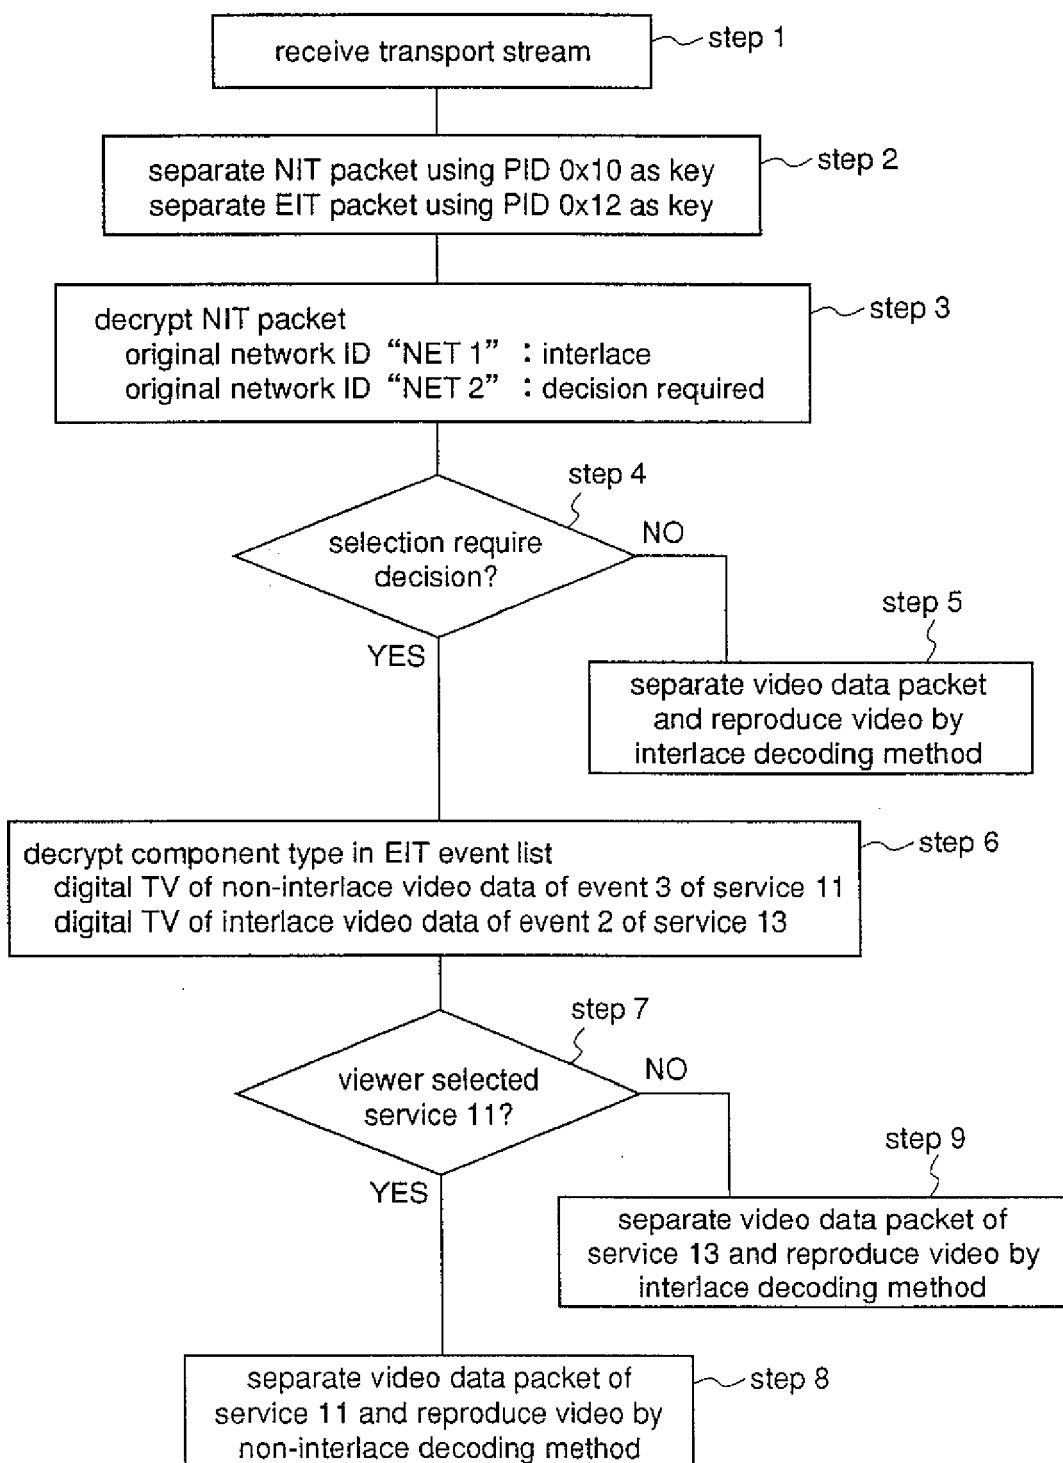 receive transport stream
step 1
separate NIT packet using PID 0x10 as key
separate EIT packet using PID 0x12 as key
step 2
decrypt NIT packet
original network ID “NET 1” : interlace
original network ID “NET 2” : decision required
step 3
selection require
decision?
step 4
NO
YES
step 5
separate video data packet
and reproduce video by
interlace decoding method
decrypt component type in EIT event list
digital TV of non-interlace video data of event 3 of service 11
digital TV of interlace video data of event 2 of service 13
step 6
viewer selected
service 11?
step 7
NO
YES
step 9
separate video data packet of
service 13 and reproduce video by
interlace decoding method
separate video data packet of
service 11 and reproduce video by
non-interlace decoding method
step 8